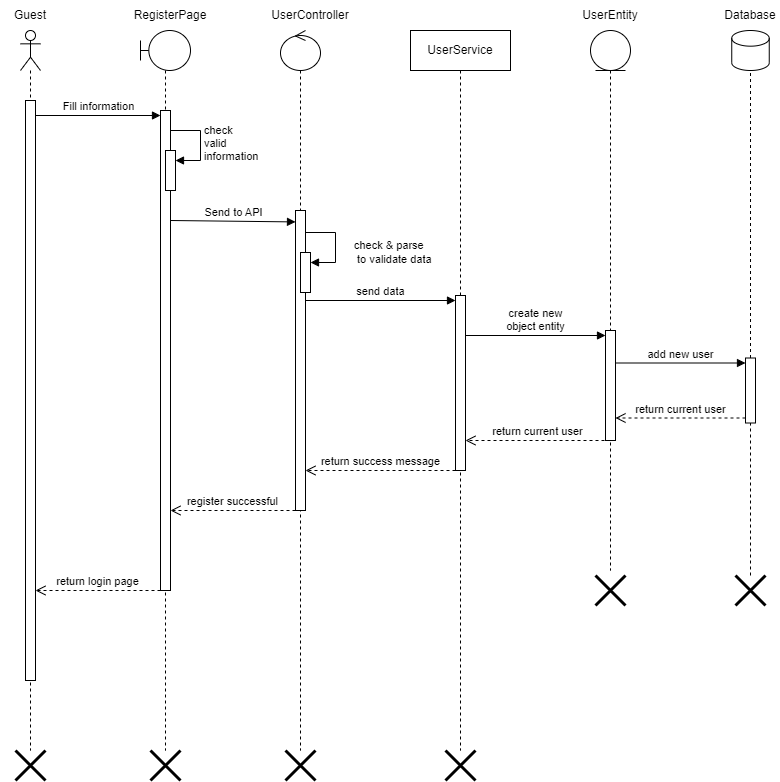 Guest
RegisterPage
UserController
UserService
UserEntity
Database
Fill information
check
valid
information
Send to API
check & parse
to validate data
send data
create new
object entity
add new user
return current user
return current user
return success message
register successful
return login page